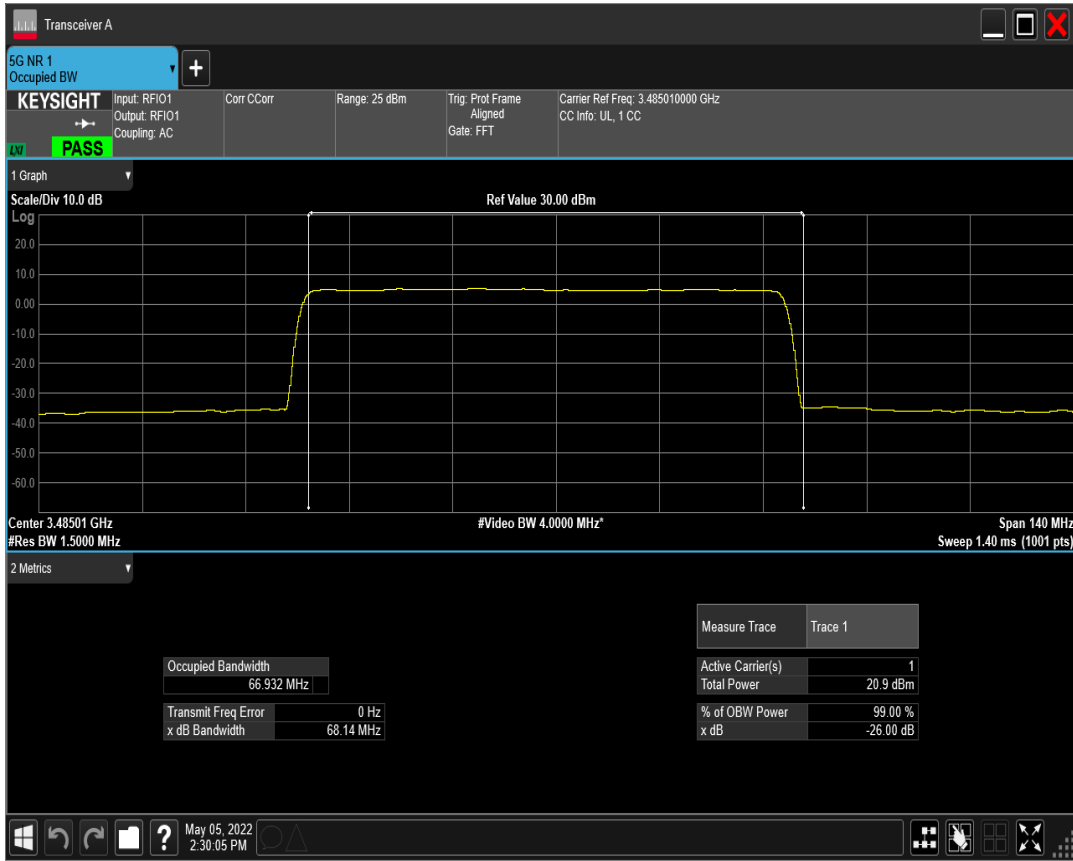 Transceiver A
5G NR 1
Occupied BW
KEYSIGHT
LXI
PASS
Input: RFIO1
Output: RFIO1
Coupling: AC
Corr CCorr
Range: 25 dBm
Trig: Prot Frame
Aligned
Gate: FFT
Carrier Ref Freq: 3.485010000 GHz
CC Info: UL, 1 CC
1 Graph
Scale/Div 10.0 dB
Ref Value 30.00 dBm
Log
20.0
10.0
0.00
-10.0
-20.0
-30.0
-40.0
-50.0
-60.0
Center 3.48501 GHz
#Video BW 4.0000 MHz*
Span 140 MHz
#Res BW 1.5000 MHz
Sweep 1.40 ms (1001 pts)
2 Metrics
Measure Trace Trace 1
Occupied Bandwidth
66.932 MHz
Active Carrier(s) 1
Total Power 20.9 dBm
Transmit Freq Error 0 Hz
x dB Bandwidth 68.14 MHz
% of OBW Power 99.00 %
x dB -26.00 dB
May 05, 2022
2:30:05 PM